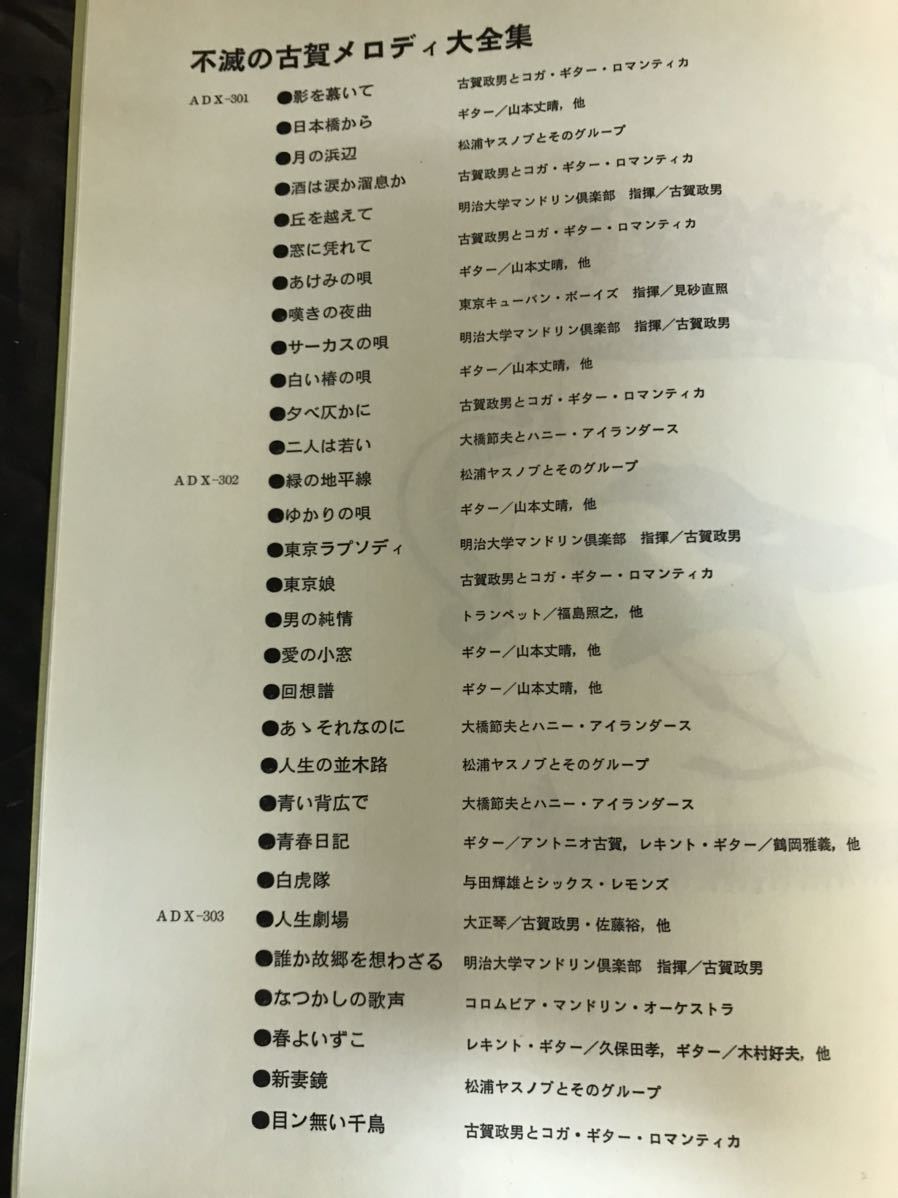 不滅の古賀メロディ大全集
ADX-301 ●影を慕いて 古賀政男とコガ・ギター・ロマンティカ
●日本橋から ギター／山本丈晴，他
●月の浜辺 松浦ヤスノブとそのグループ
●酒は涙か溜息か 古賀政男とコガ・ギター・ロマンティカ
●丘を越えて 明治大学マンドリン倶楽部 指揮／古賀政男
●窓に凭れて 古賀政男とコガ・ギター・ロマンティカ
●あけみの唄 ギター／山本丈晴，他
●嘆きの夜曲 東京キューバン・ボーイズ 指揮／見砂直照
●サーカスの唄 明治大学マンドリン倶楽部 指揮／古賀政男
●白い椿の唄 ギター／山本丈晴，他
●夕べ仄かに 古賀政男とコガ・ギター・ロマンティカ
●二人は若い 大橋節夫とハニー・アイランダース
ADX-302 ●緑の地平線 松浦ヤスノブとそのグループ
●ゆかりの唄 ギター／山本丈晴，他
●東京ラプソディ 明治大学マンドリン倶楽部 指揮／古賀政男
●東京娘 古賀政男とコガ・ギター・ロマンティカ
●男の純情 トランペット／福島照之，他
●愛の小窓 ギター／山本丈晴，他
●回想譜 ギター／山本丈晴，他
●あゝそれなのに 大橋節夫とハニー・アイランダース
●人生の並木路 松浦ヤスノブとそのグループ
●青い背広で 大橋節夫とハニー・アイランダース
●青春日記 ギター／アントニオ古賀，レキント・ギター／鶴岡雅義，他
●白虎隊 与田輝雄とシックス・レモンズ
ADX-303 ●人生劇場 大正琴／古賀政男・佐藤裕，他
●誰か故郷を想わざる 明治大学マンドリン倶楽部 指揮／古賀政男
●なつかしの歌声 コロムビア・マンドリン・オーケストラ
●春よいずこ レキント・ギター／久保田孝，ギター／木村好夫，他
●新妻鏡 松浦ヤスノブとそのグループ
●目ン無い千鳥 古賀政男とコガ・ギター・ロマンティカ
2